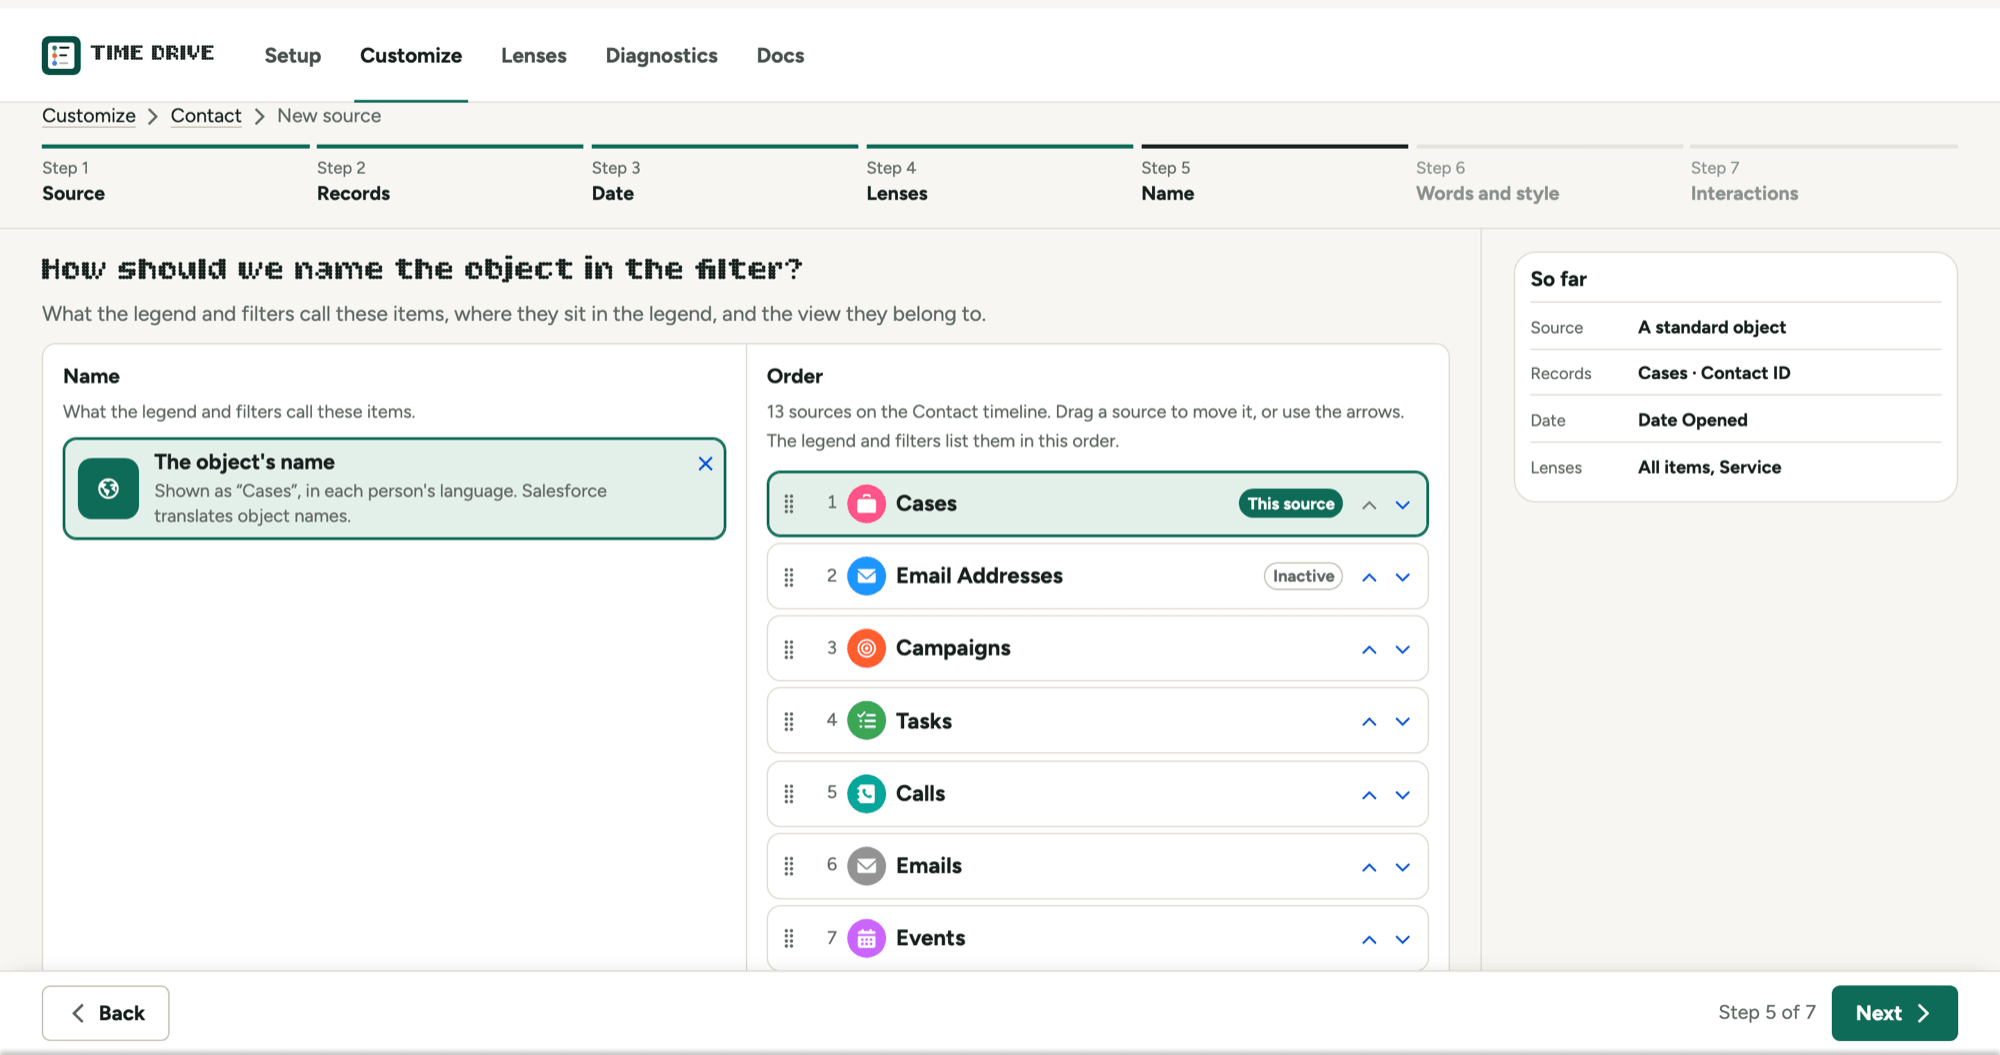 TIME DRIVE
Setup
Customize
Lenses
Diagnostics
Docs
Customize
Contact
New source
Step 1
Source
Step 2
Records
Step 3
Date
Step 4
Lenses
Step 5
Name
Step 6
Words and style
Step 7
Interactions
How should we name the object in the filter?
What the legend and filters call these items, where they sit in the legend, and the view they belong to.
Name
What the legend and filters call these items.
The object's name
Shown as “Cases”, in each person's language. Salesforce
translates object names.
Order
13 sources on the Contact timeline. Drag a source to move it, or use the arrows.
The legend and filters list them in this order.
1 Cases This source
2 Email Addresses Inactive
3 Campaigns
4 Tasks
5 Calls
6 Emails
7 Events
So far
Source A standard object
Records Cases · Contact ID
Date Date Opened
Lenses All items, Service
Back
Step 5 of 7
Next